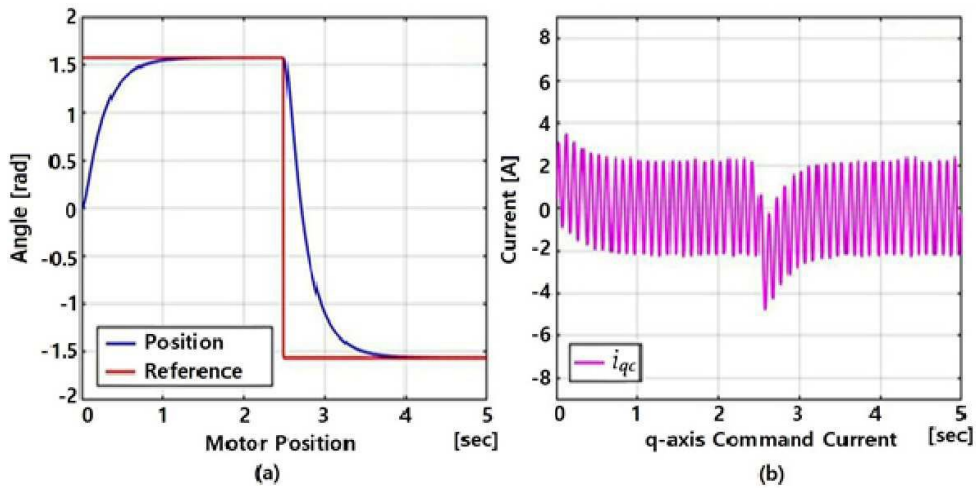 2
1.5
1
0.5
0
-0.5
-1
-1.5
-2
Angle [rad]
Position
Reference
0 1 2 3 4 5
Motor Position [sec]
(a)
8
6
4
2
0
-2
-4
-6
-8
Current [A]
iqc
0 1 2 3 4 5
q-axis Command Current [sec]
(b)